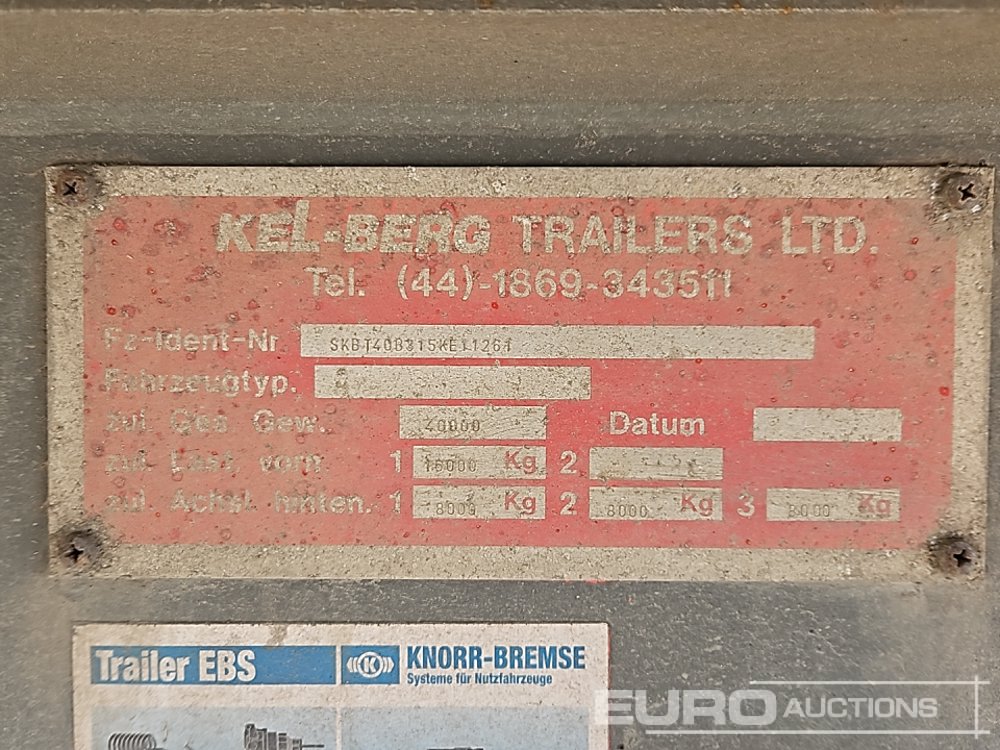 KEL-BERG TRAILERS LTD.
Tel. (44)-1869-343511
Fz-Ident-Nr SKBT40B315KE11261
Fahrzeugtyp. A
zul. Ges. Gew. 40000 Datum
zul. Last, vorn 1 16000 Kg 2
zul. Achsl. hinten. 1 8000 Kg 2 8000 Kg 3 8000 Kg
Trailer EBS KNORR-BREMSE
Systeme für Nutzfahrzeuge
EURO AUCTIONS